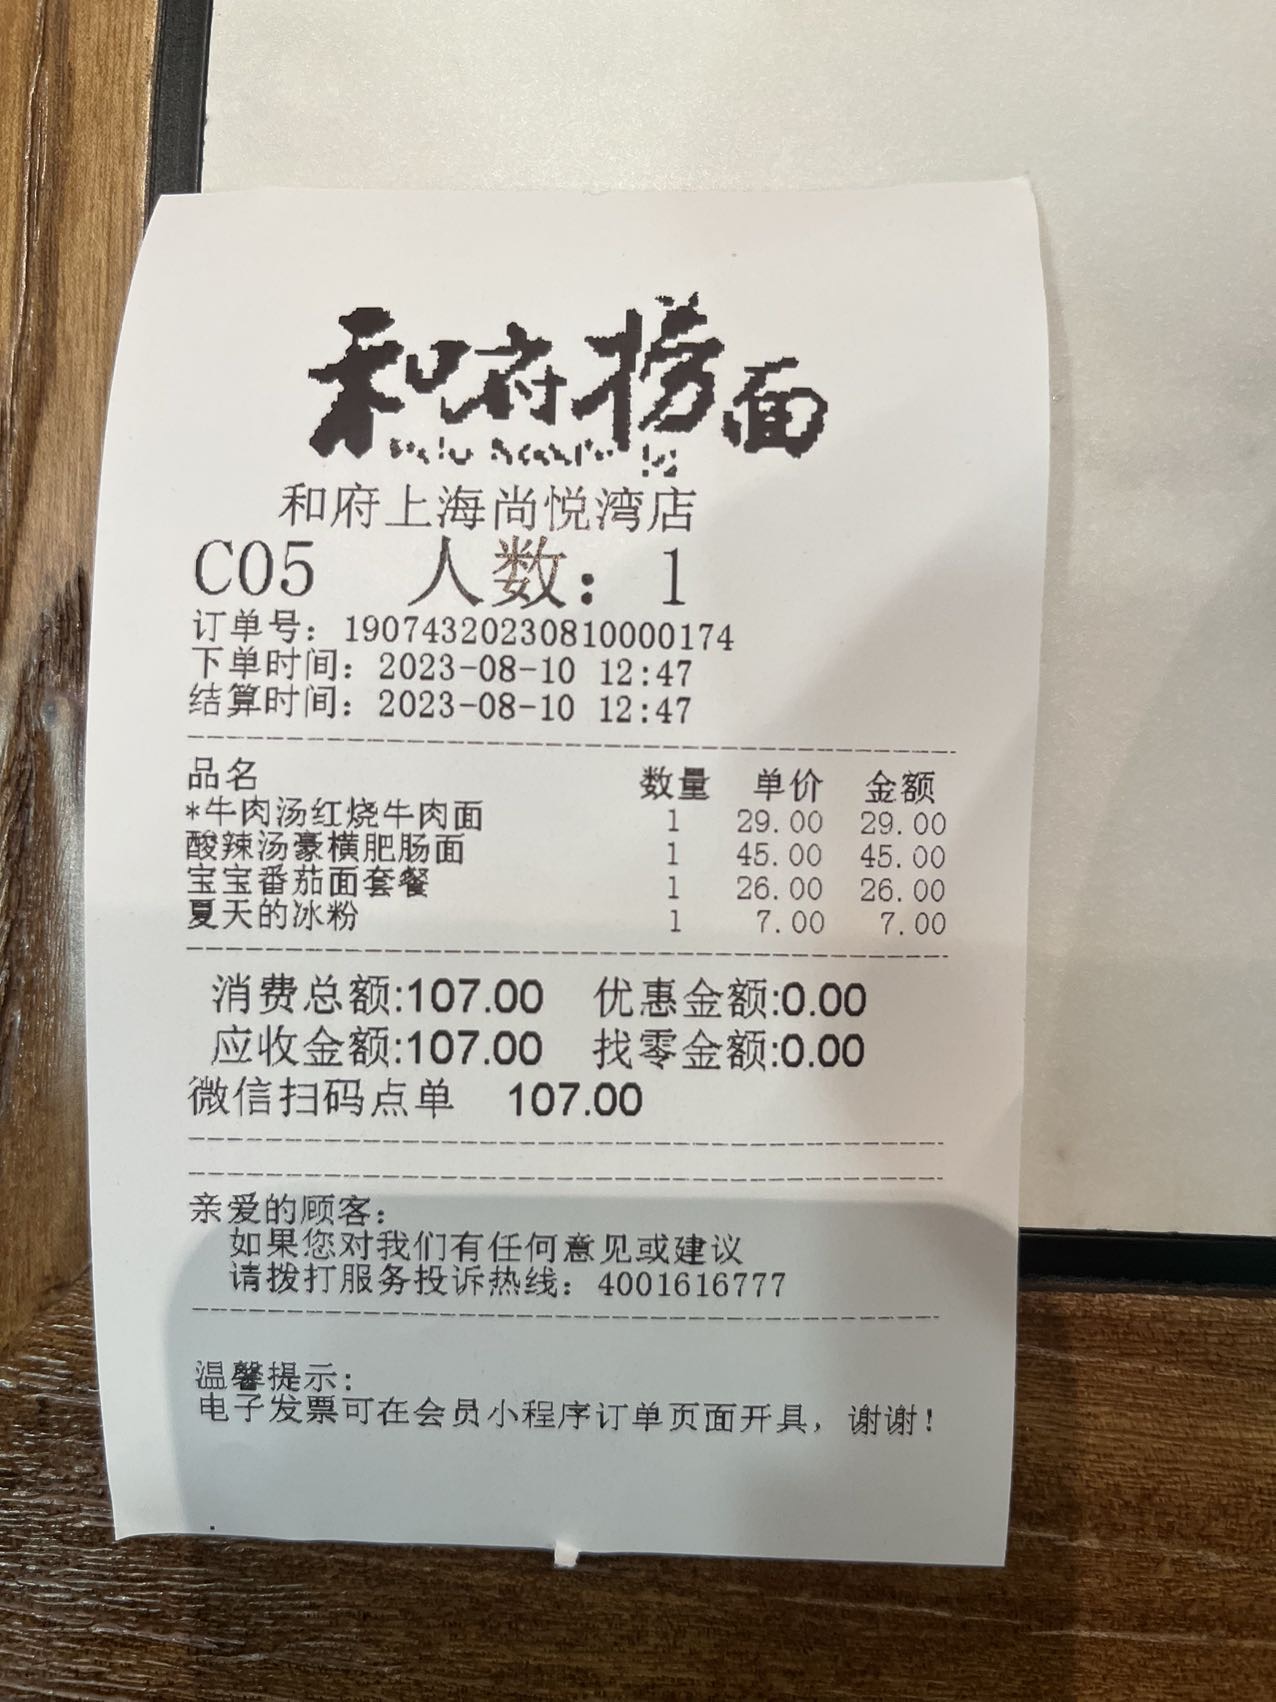 和府捞面
和府上海尚悦湾店
C05 人数：1
订单号：19074320230810000174
下单时间：2023-08-10 12:47
结算时间：2023-08-10 12:47
品名 数量 单价 金额
*牛肉汤红烧牛肉面 1 29.00 29.00
酸辣汤豪横肥肠面 1 45.00 45.00
宝宝番茄面套餐 1 26.00 26.00
夏天的冰粉 1 7.00 7.00
消费总额:107.00 优惠金额:0.00
应收金额:107.00 找零金额:0.00
微信扫码点单 107.00
亲爱的顾客：
如果您对我们有任何意见或建议
请拨打服务投诉热线：4001616777
温馨提示：
电子发票可在会员小程序订单页面开具，谢谢！